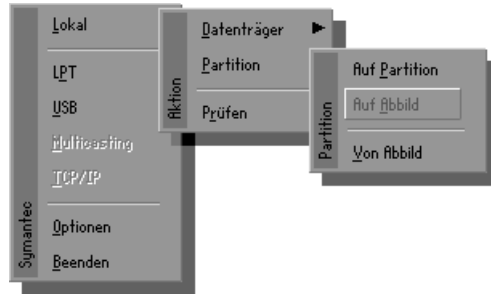 Lokal
LPT
USB
Multicasting
TCP/IP
Optionen
Beenden
Symantec
Datenträger
Partition
Prüfen
Aktion
Auf Partition
Auf Abbild
Von Abbild
Partition